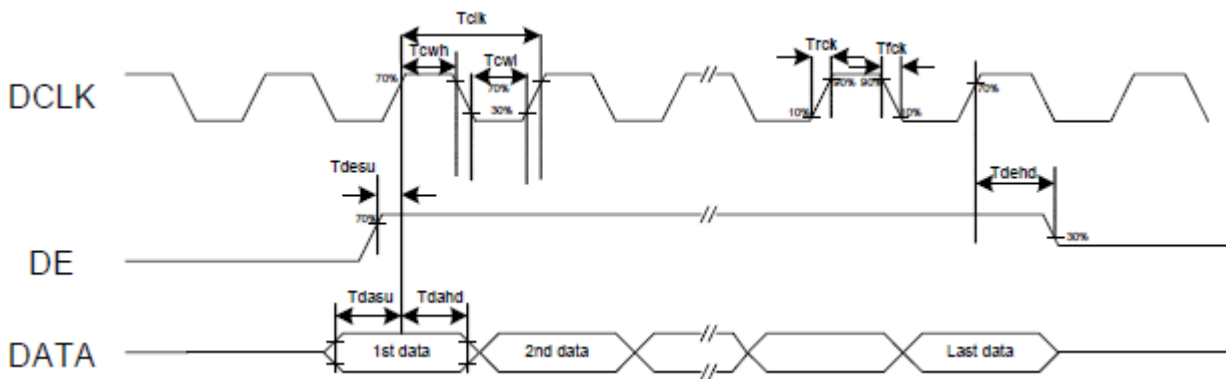 Tclk
Tcwh
Tcwl
Trck
Tfck
DCLK
70%
70%
30%
90%
90%
10%
10%
70%
Tdesu
Tdehd
DE
70%
30%
Tdasu
Tdahd
DATA
1st data
2nd data
Last data